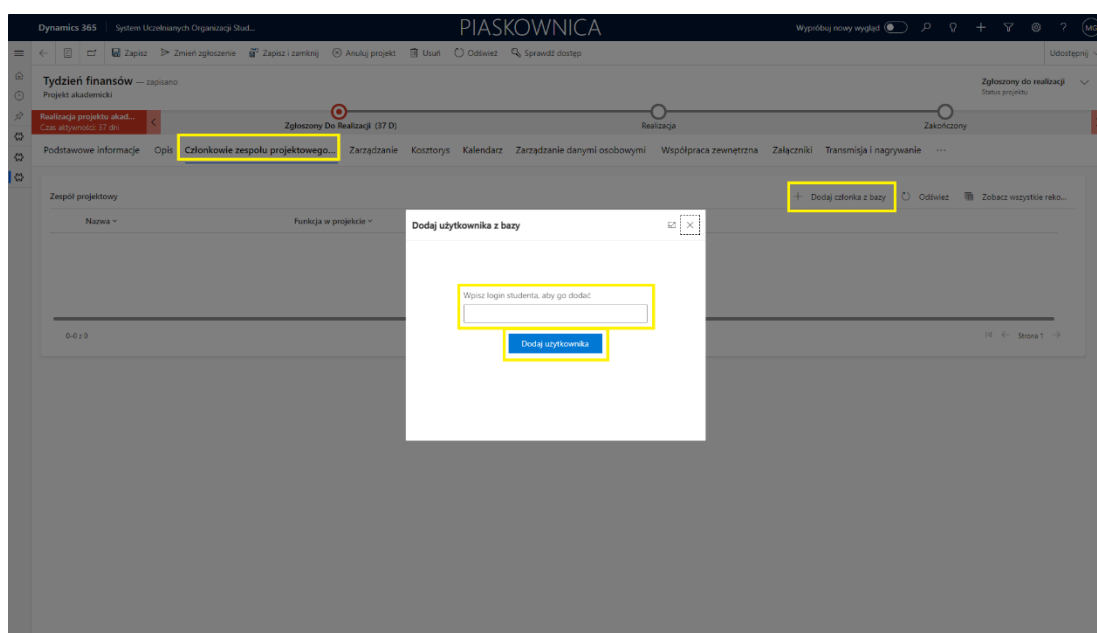 Dynamics 365 System Uczelnianych Organizacji Stud... PIASKOWNICA Wypróbuj nowy wygląd ? MG
Zapisz Zmień zgłoszenie Zapisz i zamknij Anuluj projekt Usuń Odśwież Sprawdź dostęp Udostępnij
Tydzień finansów — zapisano
Projekt akademicki
Zgłoszony do realizacji
Status projektu
Realizacja projektu akad...
Czas aktywności: 37 dni
Zgłoszony Do Realizacji (37 D) Realizacja Zakończony
Podstawowe informacje Opis Członkowie zespołu projektowego... Zarządzanie Kosztorys Kalendarz Zarządzanie danymi osobowymi Współpraca zewnętrzna Załączniki Transmisja i nagrywanie ...
Zespół projektowy Dodaj członka z bazy Odśwież Zobacz wszystkie reko...
Nazwa Funkcja w projekcie
Dodaj użytkownika z bazy
Wpisz login studenta, aby go dodać
Dodaj użytkownika
0-0 z 0 Strona 1